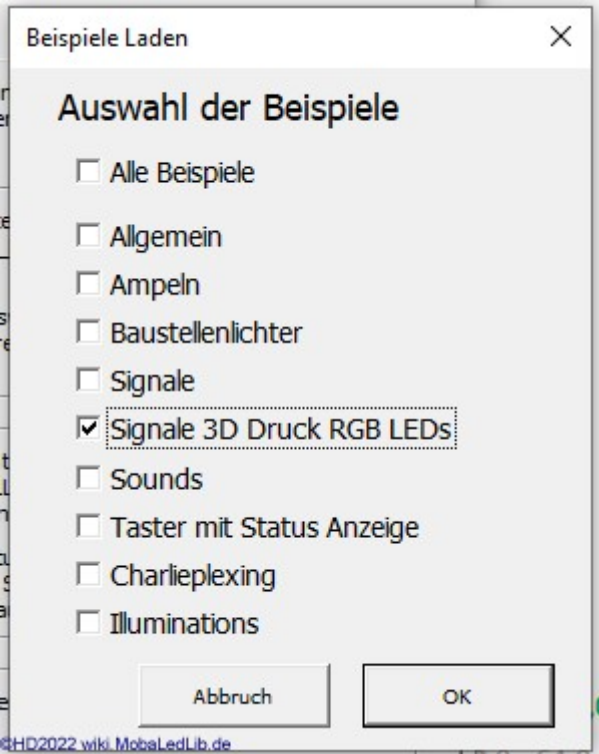 Beispiele Laden
Auswahl der Beispiele
Alle Beispiele
Allgemein
Ampeln
Baustellenlichter
Signale
Signale 3D Druck RGB LEDs
Sounds
Taster mit Status Anzeige
Charlieplexing
Illuminations
Abbruch
OK
©HD2022 wiki.MobaLedLib.de